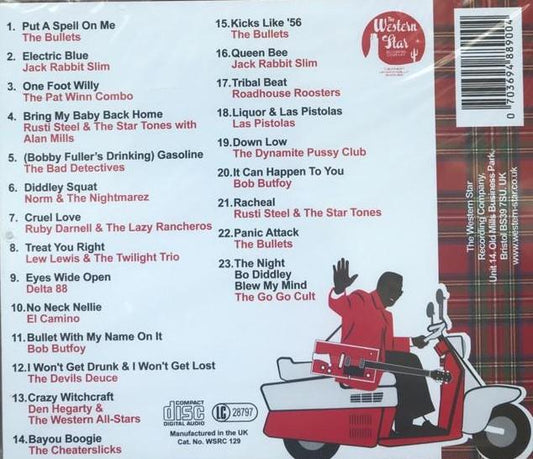 1. Put A Spell On Me
The Bullets
2. Electric Blue
Jack Rabbit Slim
3. One Foot Willy
The Pat Winn Combo
4. Bring My Baby Back Home
Rusti Steel & The Star Tones with
Alan Mills
5. (Bobby Fuller's Drinking) Gasoline
The Bad Detectives
6. Diddley Squat
Norm & The Nightmarez
7. Cruel Love
Ruby Darnell & The Lazy Rancheros
8. Treat You Right
Lew Lewis & The Twilight Trio
9. Eyes Wide Open
Delta 88
10.No Neck Nellie
El Camino
11.Bullet With My Name On It
Bob Butfoy
12.I Won't Get Drunk & I Won't Get Lost
The Devils Deuce
13.Crazy Witchcraft
Den Hegarty &
The Western All-Stars
14.Bayou Boogie
The Cheaterslicks
15.Kicks Like '56
The Bullets
16.Queen Bee
Jack Rabbit Slim
17.Tribal Beat
Roadhouse Roosters
18.Liquor & Las Pistolas
Las Pistolas
19.Down Low
The Dynamite Pussy Club
20.It Can Happen To You
Bob Butfoy
21.Racheal
Rusti Steel & The Star Tones
22.Panic Attack
The Bullets
23.The Night
Bo Diddley
Blew My Mind
The Go Go Cult
The
Western
Star
0 703694 889004
The Western Star
Recording Company,
Unit 14, Old Mills Business Park,
Bristol BS39 7SU. UK
www.western-star.co.uk
COMPACT
disc
DIGITAL AUDIO
LC
28797
Manufactured in the UK
Cat. No. WSRC 129